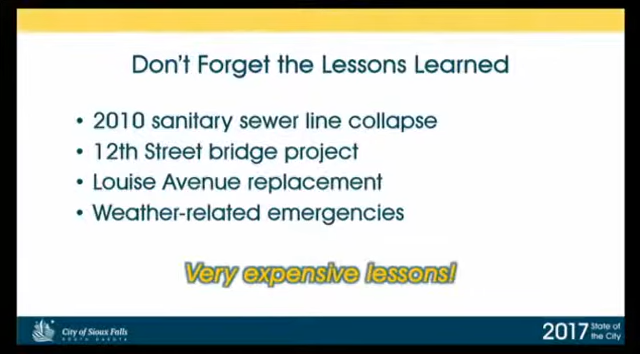 Don't Forget the Lessons Learned
• 2010 sanitary sewer line collapse
• 12th Street bridge project
• Louise Avenue replacement
• Weather-related emergencies
Very expensive lessons!
City of Sioux Falls
SOUTH DAKOTA
2017 State of
the City